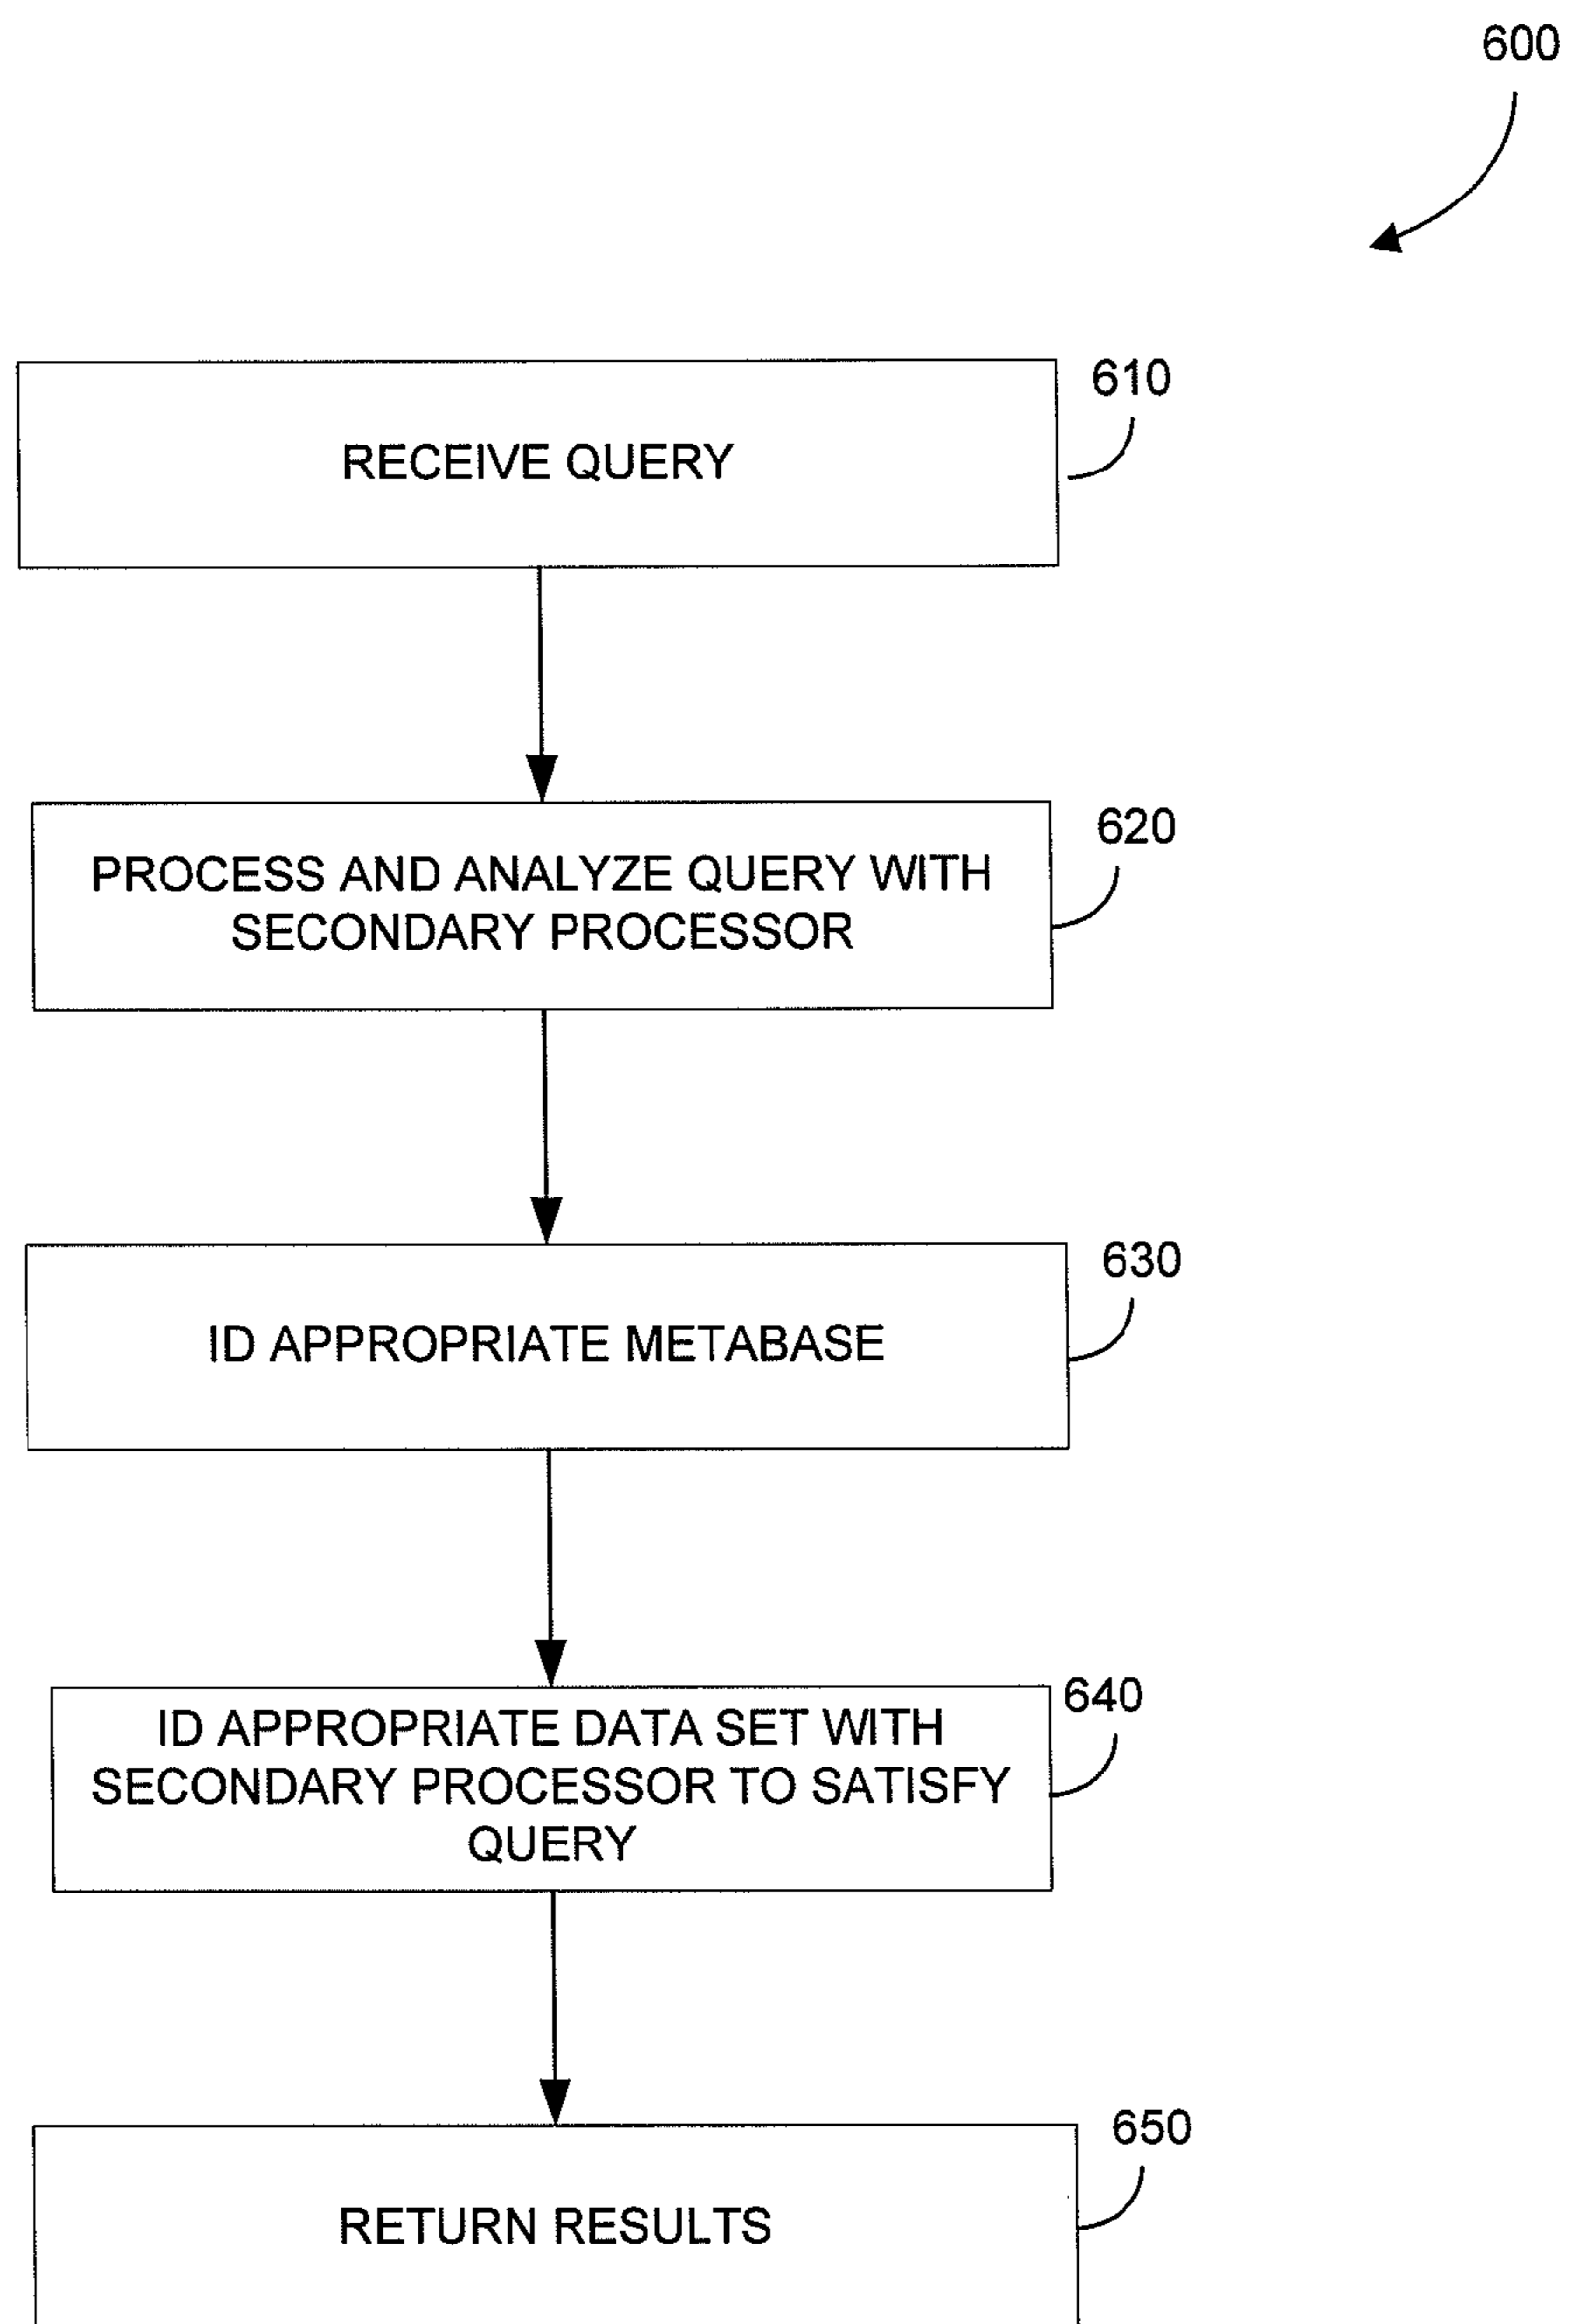 600
610
RECEIVE QUERY
620
PROCESS AND ANALYZE QUERY WITH
SECONDARY PROCESSOR
630
ID APPROPRIATE METABASE
640
ID APPROPRIATE DATA SET WITH
SECONDARY PROCESSOR TO SATISFY
QUERY
650
RETURN RESULTS